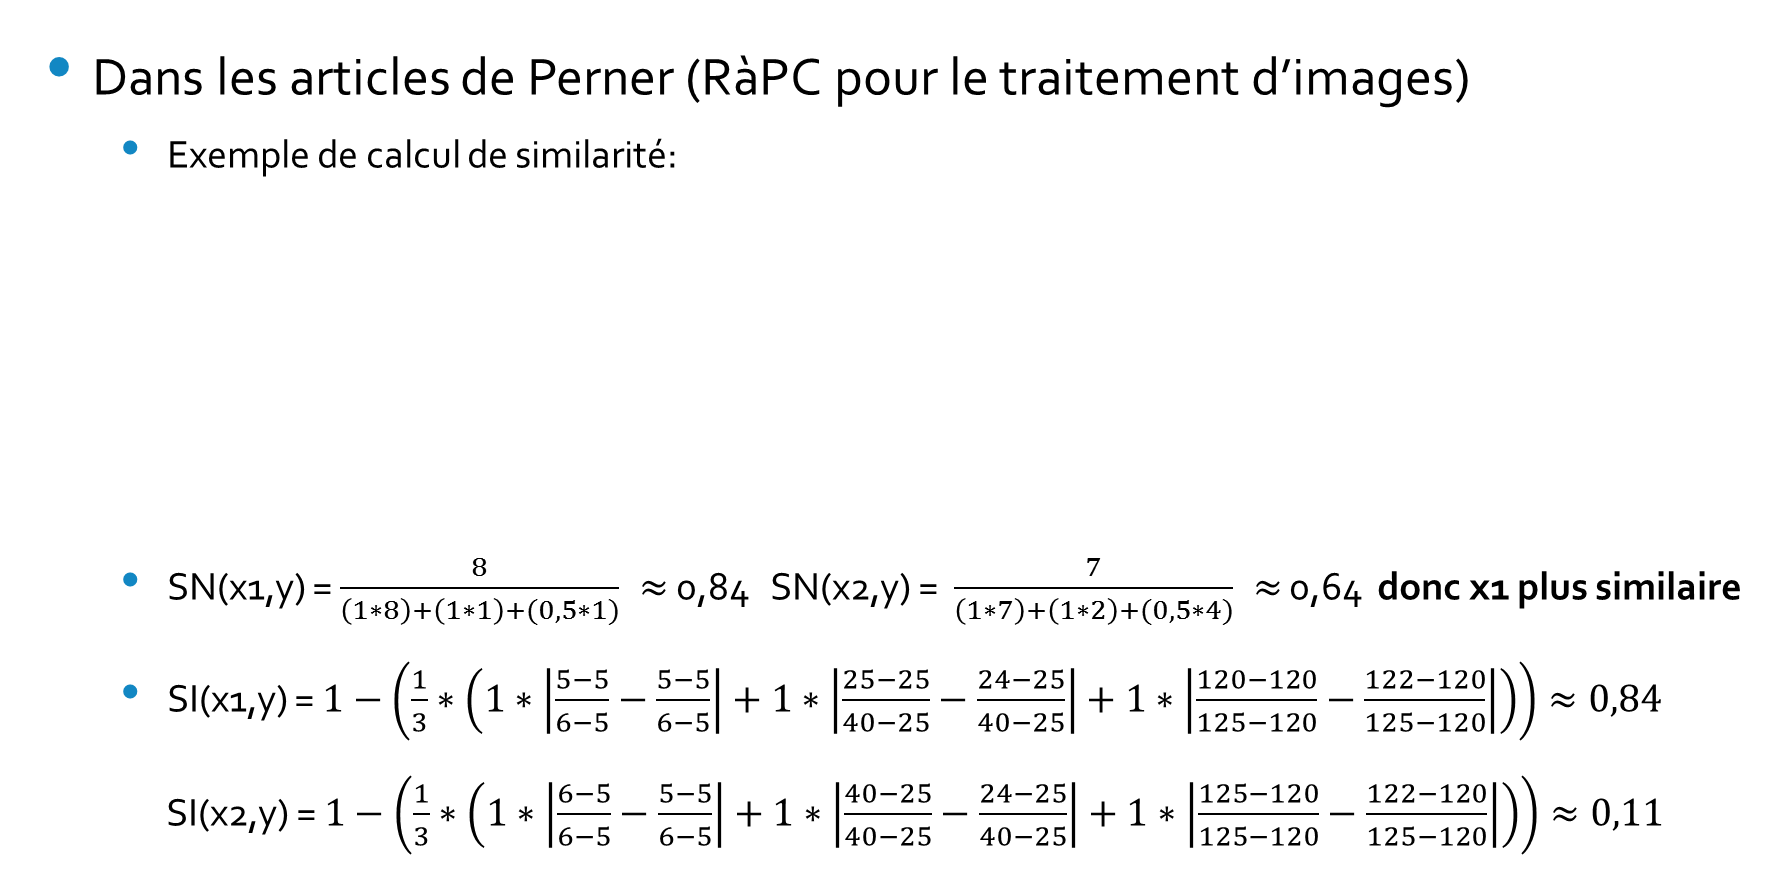 • Dans les articles de Perner (RàPC pour le traitement d’images)
• Exemple de calcul de similarité:
• SN(x1,y) = 8/((1∗8)+(1∗1)+(0,5∗1)) ≈ 0,84 SN(x2,y) = 7/((1∗7)+(1∗2)+(0,5∗4)) ≈ 0,64 donc x1 plus similaire
• SI(x1,y) = 1 − (1/3 ∗ (1 ∗ |(5−5)/(6−5) − (5−5)/(6−5)| + 1 ∗ |(25−25)/(40−25) − (24−25)/(40−25)| + 1 ∗ |(120−120)/(125−120) − (122−120)/(125−120)|)) ≈ 0,84
SI(x2,y) = 1 − (1/3 ∗ (1 ∗ |(6−5)/(6−5) − (5−5)/(6−5)| + 1 ∗ |(40−25)/(40−25) − (24−25)/(40−25)| + 1 ∗ |(125−120)/(125−120) − (122−120)/(125−120)|)) ≈ 0,11